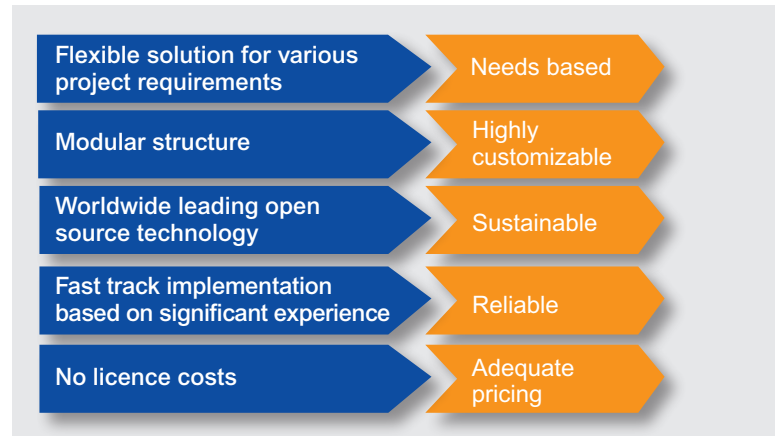 Flexible solution for various
project requirements
Needs based
Modular structure
Highly
customizable
Worldwide leading open
source technology
Sustainable
Fast track implementation
based on significant experience
Reliable
No licence costs
Adequate
pricing